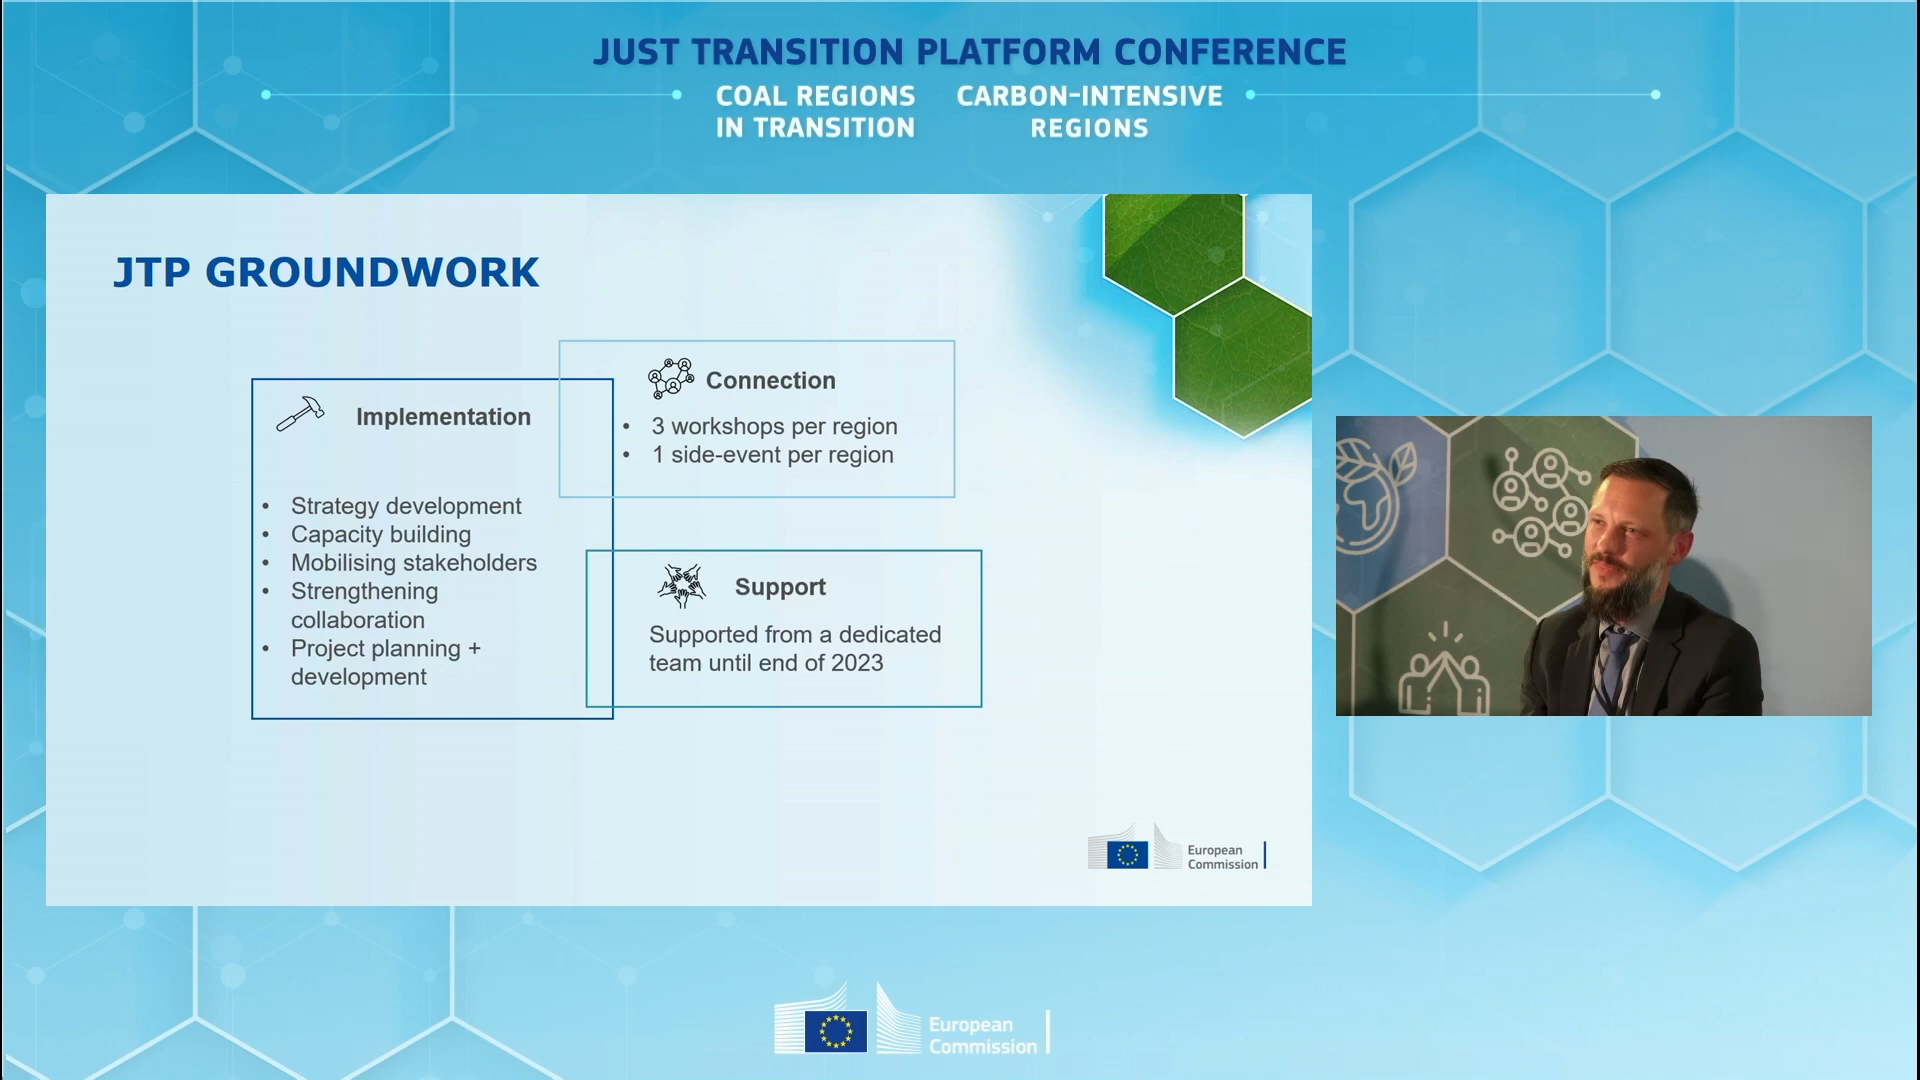 JUST TRANSITION PLATFORM CONFERENCE
COAL REGIONS
IN TRANSITION
CARBON-INTENSIVE
REGIONS
JTP GROUNDWORK
Implementation
• Strategy development
• Capacity building
• Mobilising stakeholders
• Strengthening
collaboration
• Project planning +
development
Connection
• 3 workshops per region
• 1 side-event per region
Support
Supported from a dedicated
team until end of 2023
European
Commission
European
Commission